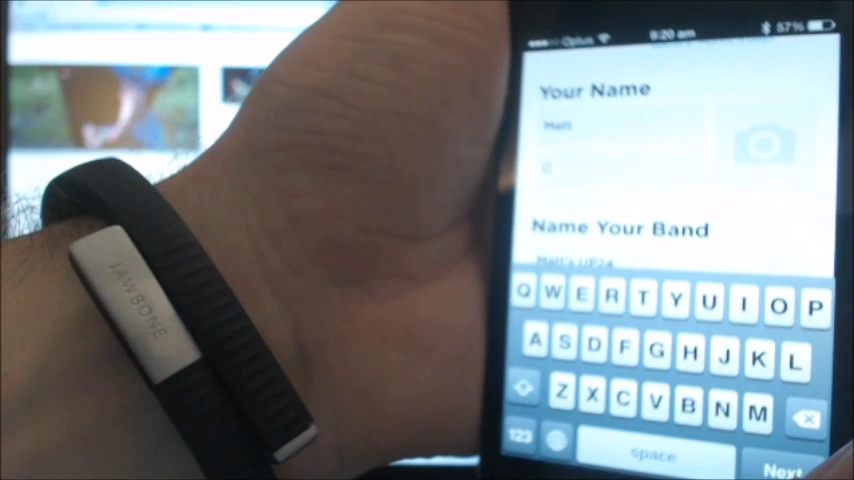 Optus 9:20 am 57%
Your Name
Matt
C
Name Your Band
Matt's UP24
JAWBONE
Q W E R T Y U I O P
A S D F G H J K L
Z X C V B N M
123 space Next